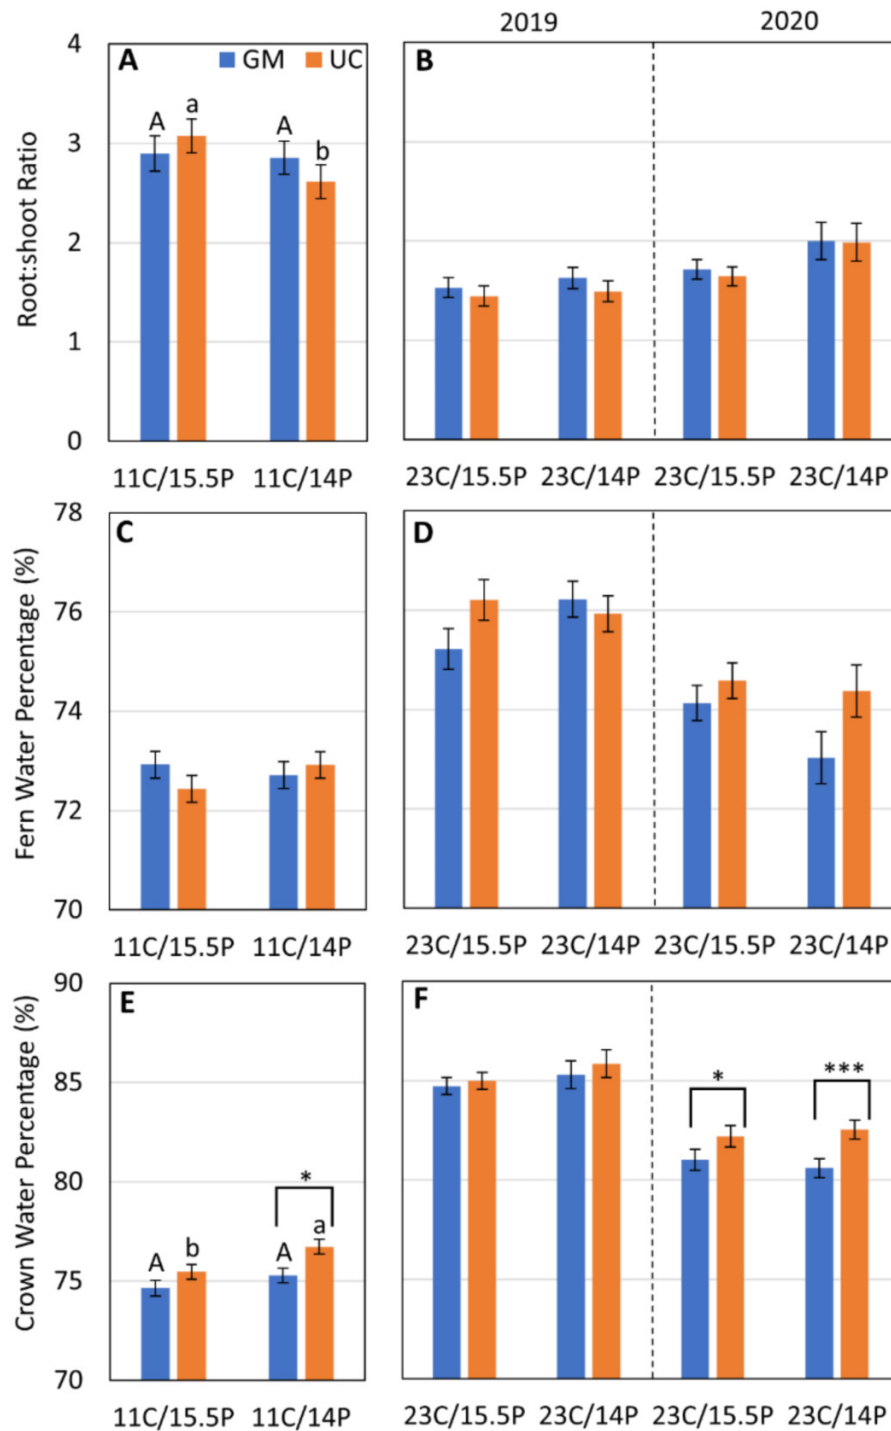 2019 2020
4 A GM UC B
A a A b
3
2
1
0
Root:shoot Ratio
11C/15.5P 11C/14P 23C/15.5P 23C/14P 23C/15.5P 23C/14P
78 C D
76
74
72
70
Fern Water Percentage (%)
11C/15.5P 11C/14P 23C/15.5P 23C/14P 23C/15.5P 23C/14P
90 E F
85 * ***
80 *
A b A a
75
70
Crown Water Percentage (%)
11C/15.5P 11C/14P 23C/15.5P 23C/14P 23C/15.5P 23C/14P